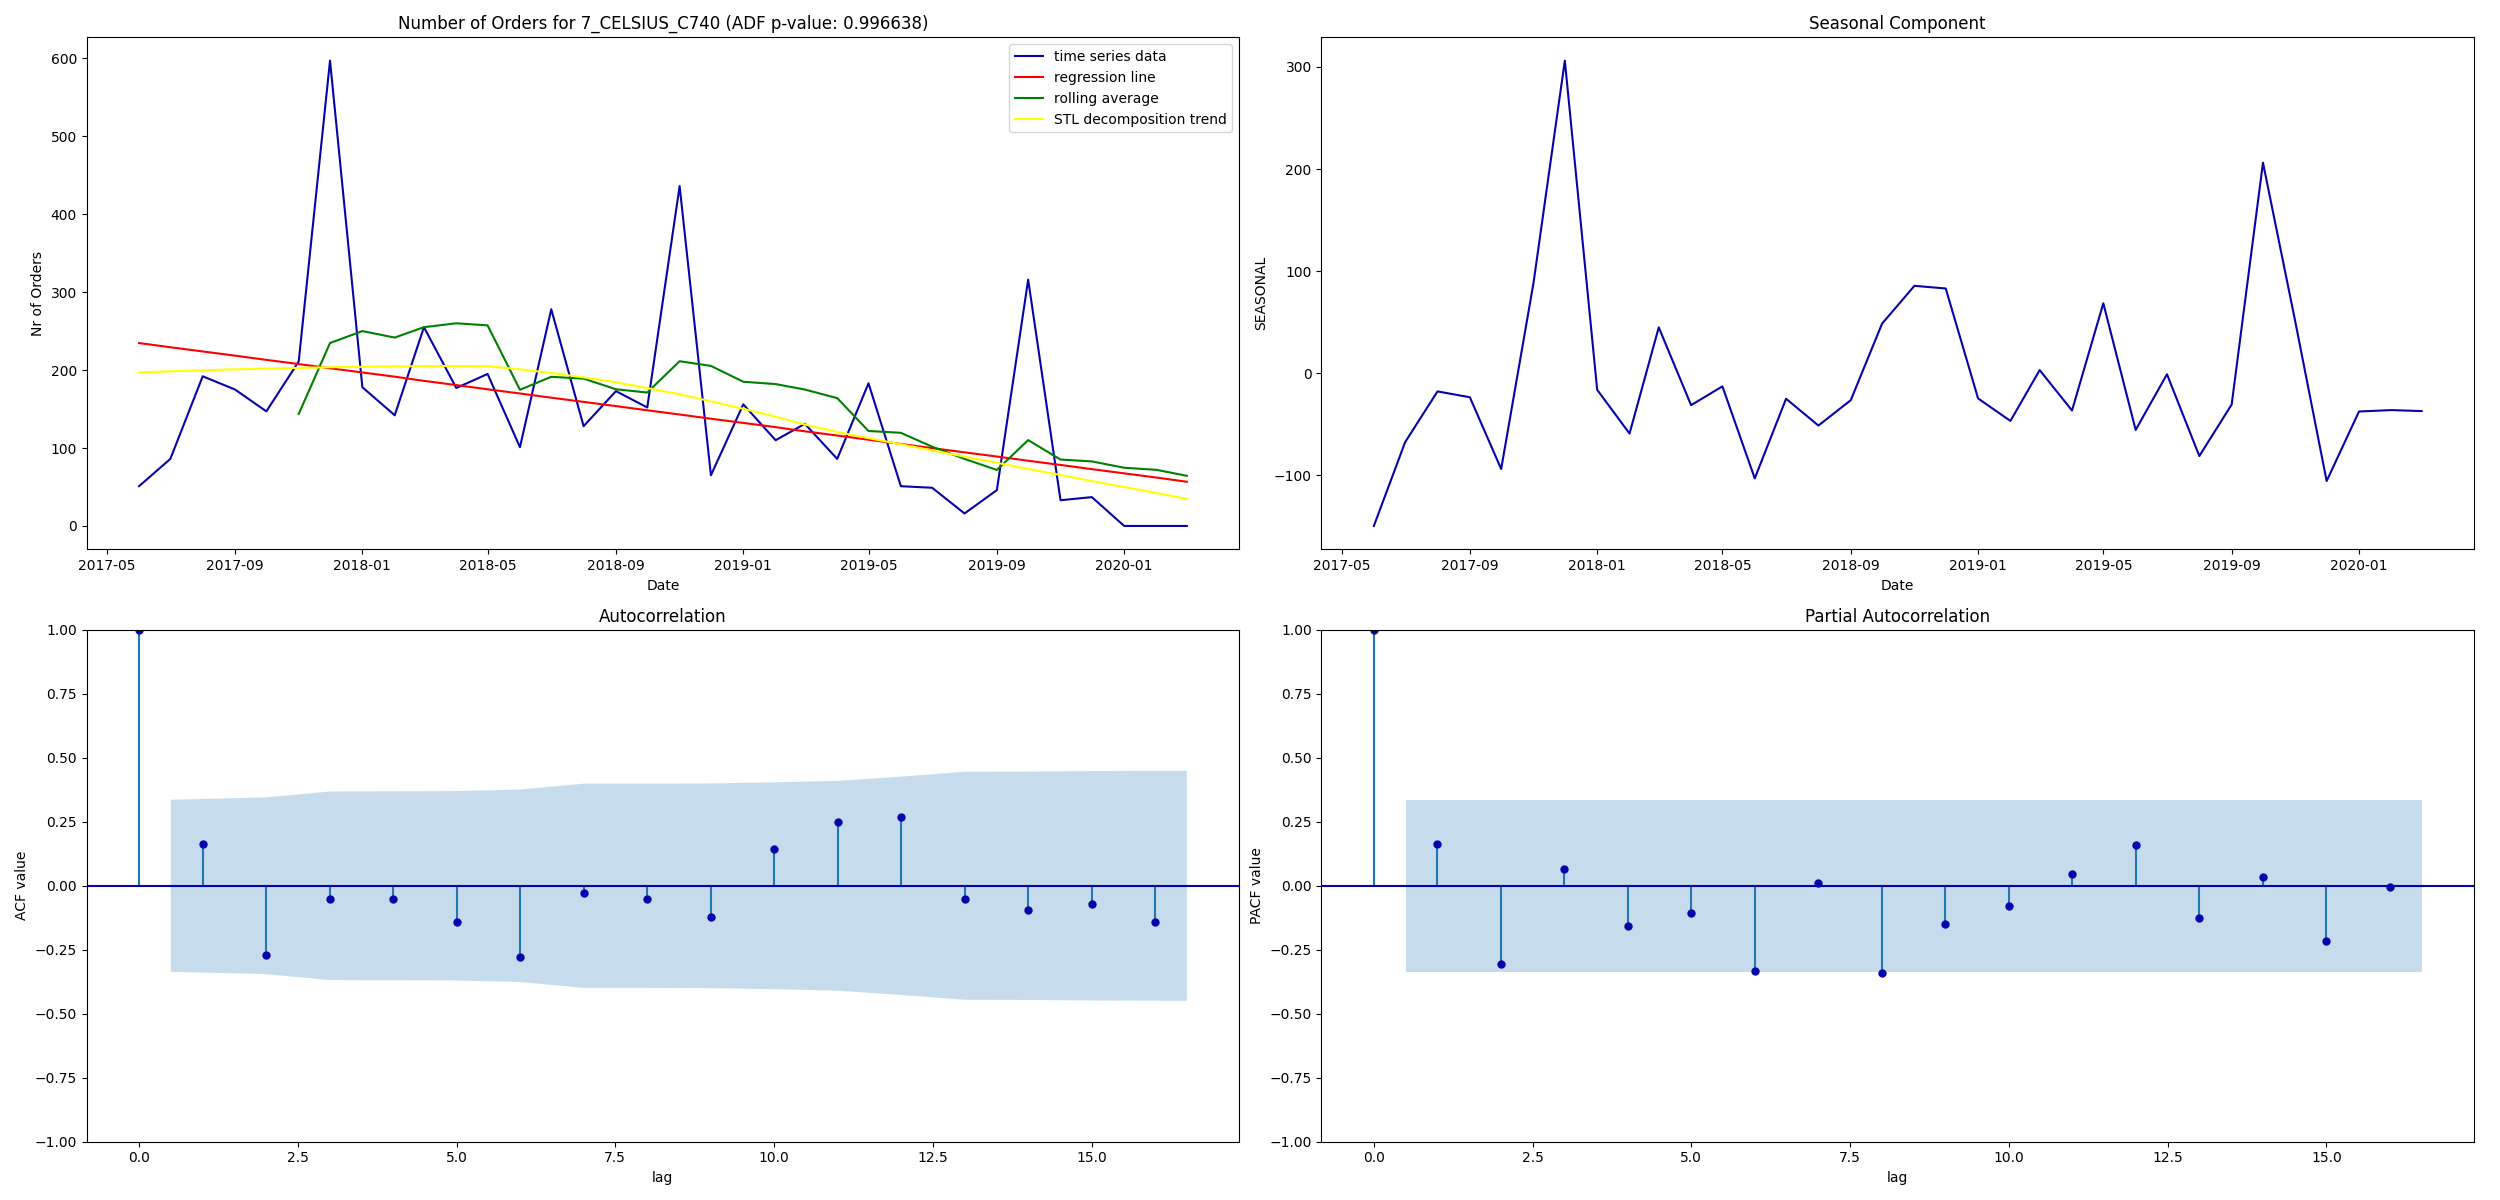 Number of Orders for 7_CELSIUS_C740 (ADF p-value: 0.996638)
time series data
regression line
rolling average
STL decomposition trend
Nr of Orders
600
500
400
300
200
100
0
2017-05 2017-09 2018-01 2018-05 2018-09 2019-01 2019-05 2019-09 2020-01
Date
Seasonal Component
SEASONAL
300
200
100
0
−100
2017-05 2017-09 2018-01 2018-05 2018-09 2019-01 2019-05 2019-09 2020-01
Date
Autocorrelation
ACF value
1.00
0.75
0.50
0.25
0.00
−0.25
−0.50
−0.75
−1.00
0.0 2.5 5.0 7.5 10.0 12.5 15.0
lag
Partial Autocorrelation
PACF value
1.00
0.75
0.50
0.25
0.00
−0.25
−0.50
−0.75
−1.00
0.0 2.5 5.0 7.5 10.0 12.5 15.0
lag